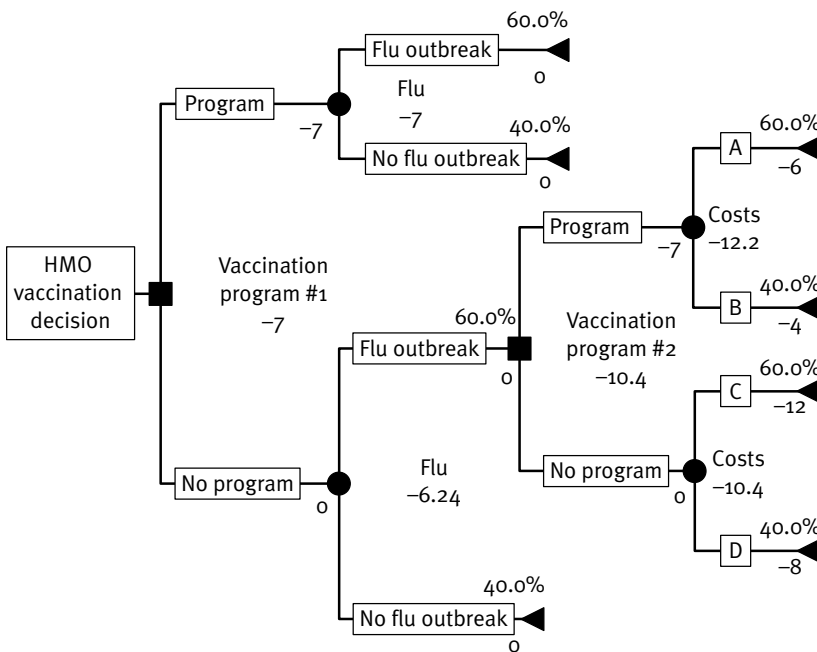 60.0%
Flu outbreak
0
Program
Flu
-7
-7
40.0%
No flu outbreak
0
60.0%
A
-6
Program
Costs
-7
-12.2
HMO
vaccination
decision
Vaccination
program #1
-7
40.0%
B
-4
60.0%
Flu outbreak
0
Vaccination
program #2
-10.4
60.0%
C
-12
No program
0
Flu
-6.24
No program
0
Costs
-10.4
40.0%
D
-8
40.0%
No flu outbreak
0